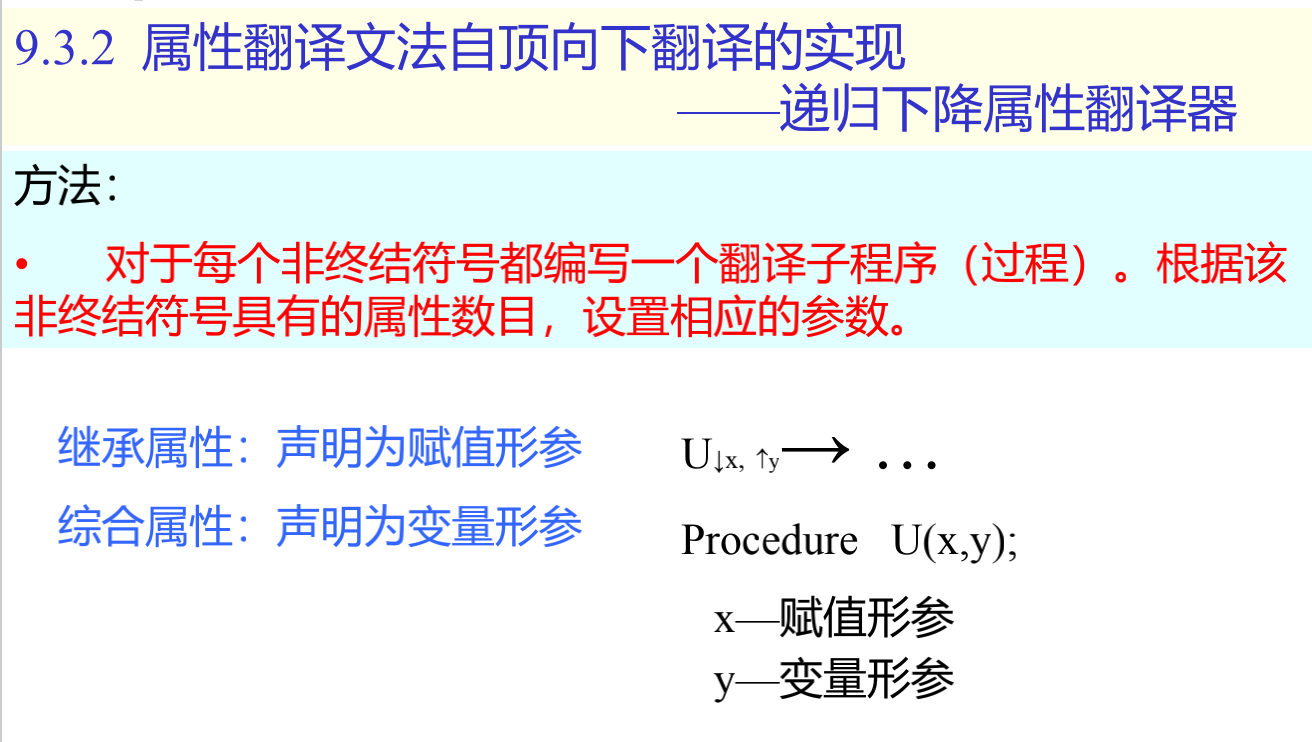 9.3.2 属性翻译文法自顶向下翻译的实现
——递归下降属性翻译器
方法：
• 对于每个非终结符号都编写一个翻译子程序（过程）。根据该
非终结符号具有的属性数目，设置相应的参数。
继承属性：声明为赋值形参
U↓x, ↑y→ …
综合属性：声明为变量形参
Procedure U(x,y);
x—赋值形参
y—变量形参